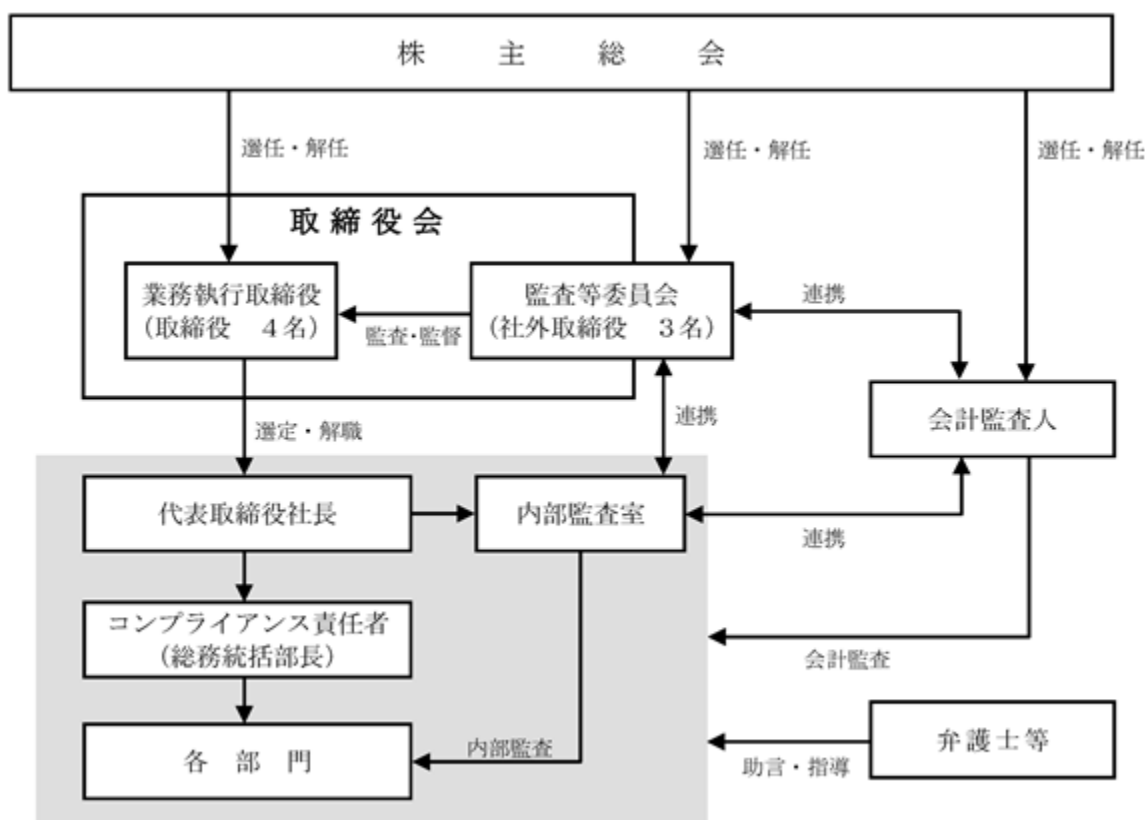 株主総会
選任・解任
選任・解任
選任・解任
取締役会
業務執行取締役
(取締役 4名)
監査・監督
監査等委員会
(社外取締役 3名)
連携
会計監査人
選定・解職
連携
代表取締役社長
内部監査室
連携
コンプライアンス責任者
(総務統括部長)
会計監査
各部門
内部監査
弁護士等
助言・指導